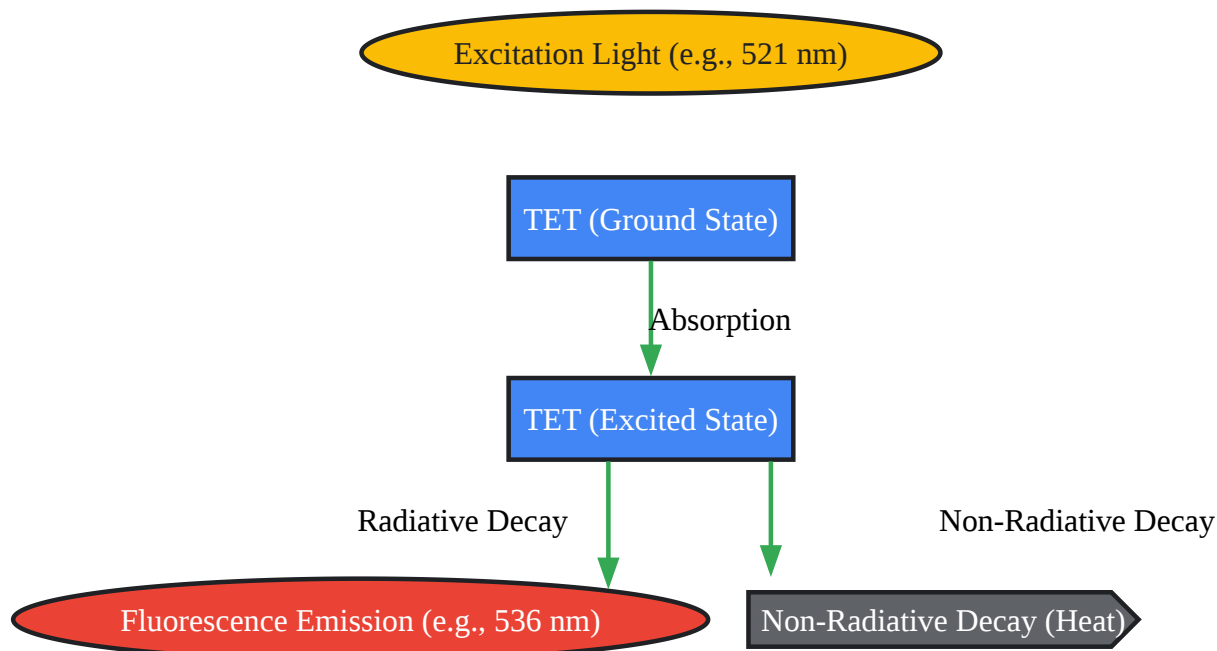 Excitation Light (e.g., 521 nm)
TET (Ground State)
Absorption
TET (Excited State)
Radiative Decay
Non-Radiative Decay
Fluorescence Emission (e.g., 536 nm)
Non-Radiative Decay (Heat)